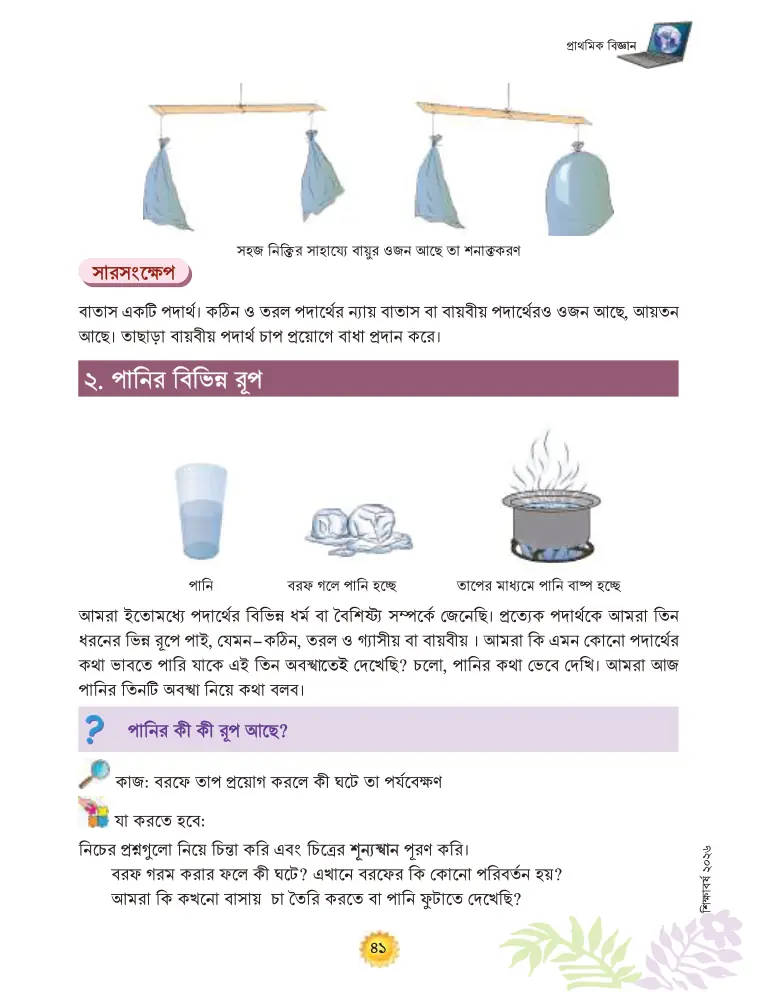 প্রাথমিক বিজ্ঞান
সহজ নিক্তির সাহায্যে বায়ুর ওজন আছে তা শনাক্তকরণ
সারসংক্ষেপ
বাতাস একটি পদার্থ। কঠিন ও তরল পদার্থের ন্যায় বাতাস বা বায়বীয় পদার্থেরও ওজন আছে, আয়তন
আছে। তাছাড়া বায়বীয় পদার্থ চাপ প্রয়োগে বাধা প্রদান করে।
২. পানির বিভিন্ন রূপ
পানি
বরফ গলে পানি হচ্ছে
তাপের মাধ্যমে পানি বাষ্প হচ্ছে
আমরা ইতোমধ্যে পদার্থের বিভিন্ন ধর্ম বা বৈশিষ্ট্য সম্পর্কে জেনেছি। প্রত্যেক পদার্থকে আমরা তিন
ধরনের ভিন্ন রূপে পাই, যেমন–কঠিন, তরল ও গ্যাসীয় বা বায়বীয় । আমরা কি এমন কোনো পদার্থের
কথা ভাবতে পারি যাকে এই তিন অবস্থাতেই দেখেছি? চলো, পানির কথা ভেবে দেখি। আমরা আজ
পানির তিনটি অবস্থা নিয়ে কথা বলব।
? পানির কী কী রূপ আছে?
কাজ: বরফে তাপ প্রয়োগ করলে কী ঘটে তা পর্যবেক্ষণ
যা করতে হবে:
নিচের প্রশ্নগুলো নিয়ে চিন্তা করি এবং চিত্রের শূন্যস্থান পূরণ করি।
বরফ গরম করার ফলে কী ঘটে? এখানে বরফের কি কোনো পরিবর্তন হয়?
আমরা কি কখনো বাসায় চা তৈরি করতে বা পানি ফুটাতে দেখেছি?
শিক্ষাবর্ষ ২০২৬
৪১